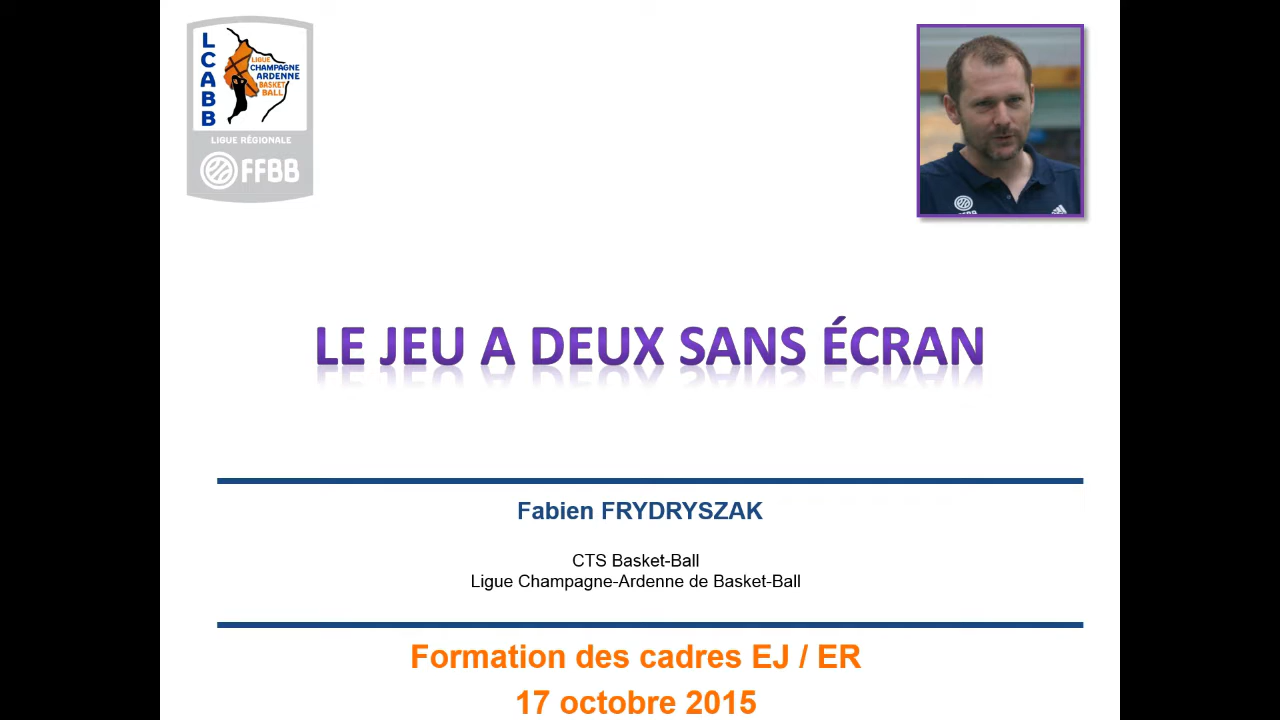 LCABB
LIGUE
CHAMPAGNE
ARDENNE
BASKET
BALL
LIGUE RÉGIONALE
FFBB
LE JEU A DEUX SANS ÉCRAN
Fabien FRYDRYSZAK
CTS Basket-Ball
Ligue Champagne-Ardenne de Basket-Ball
Formation des cadres EJ / ER
17 octobre 2015